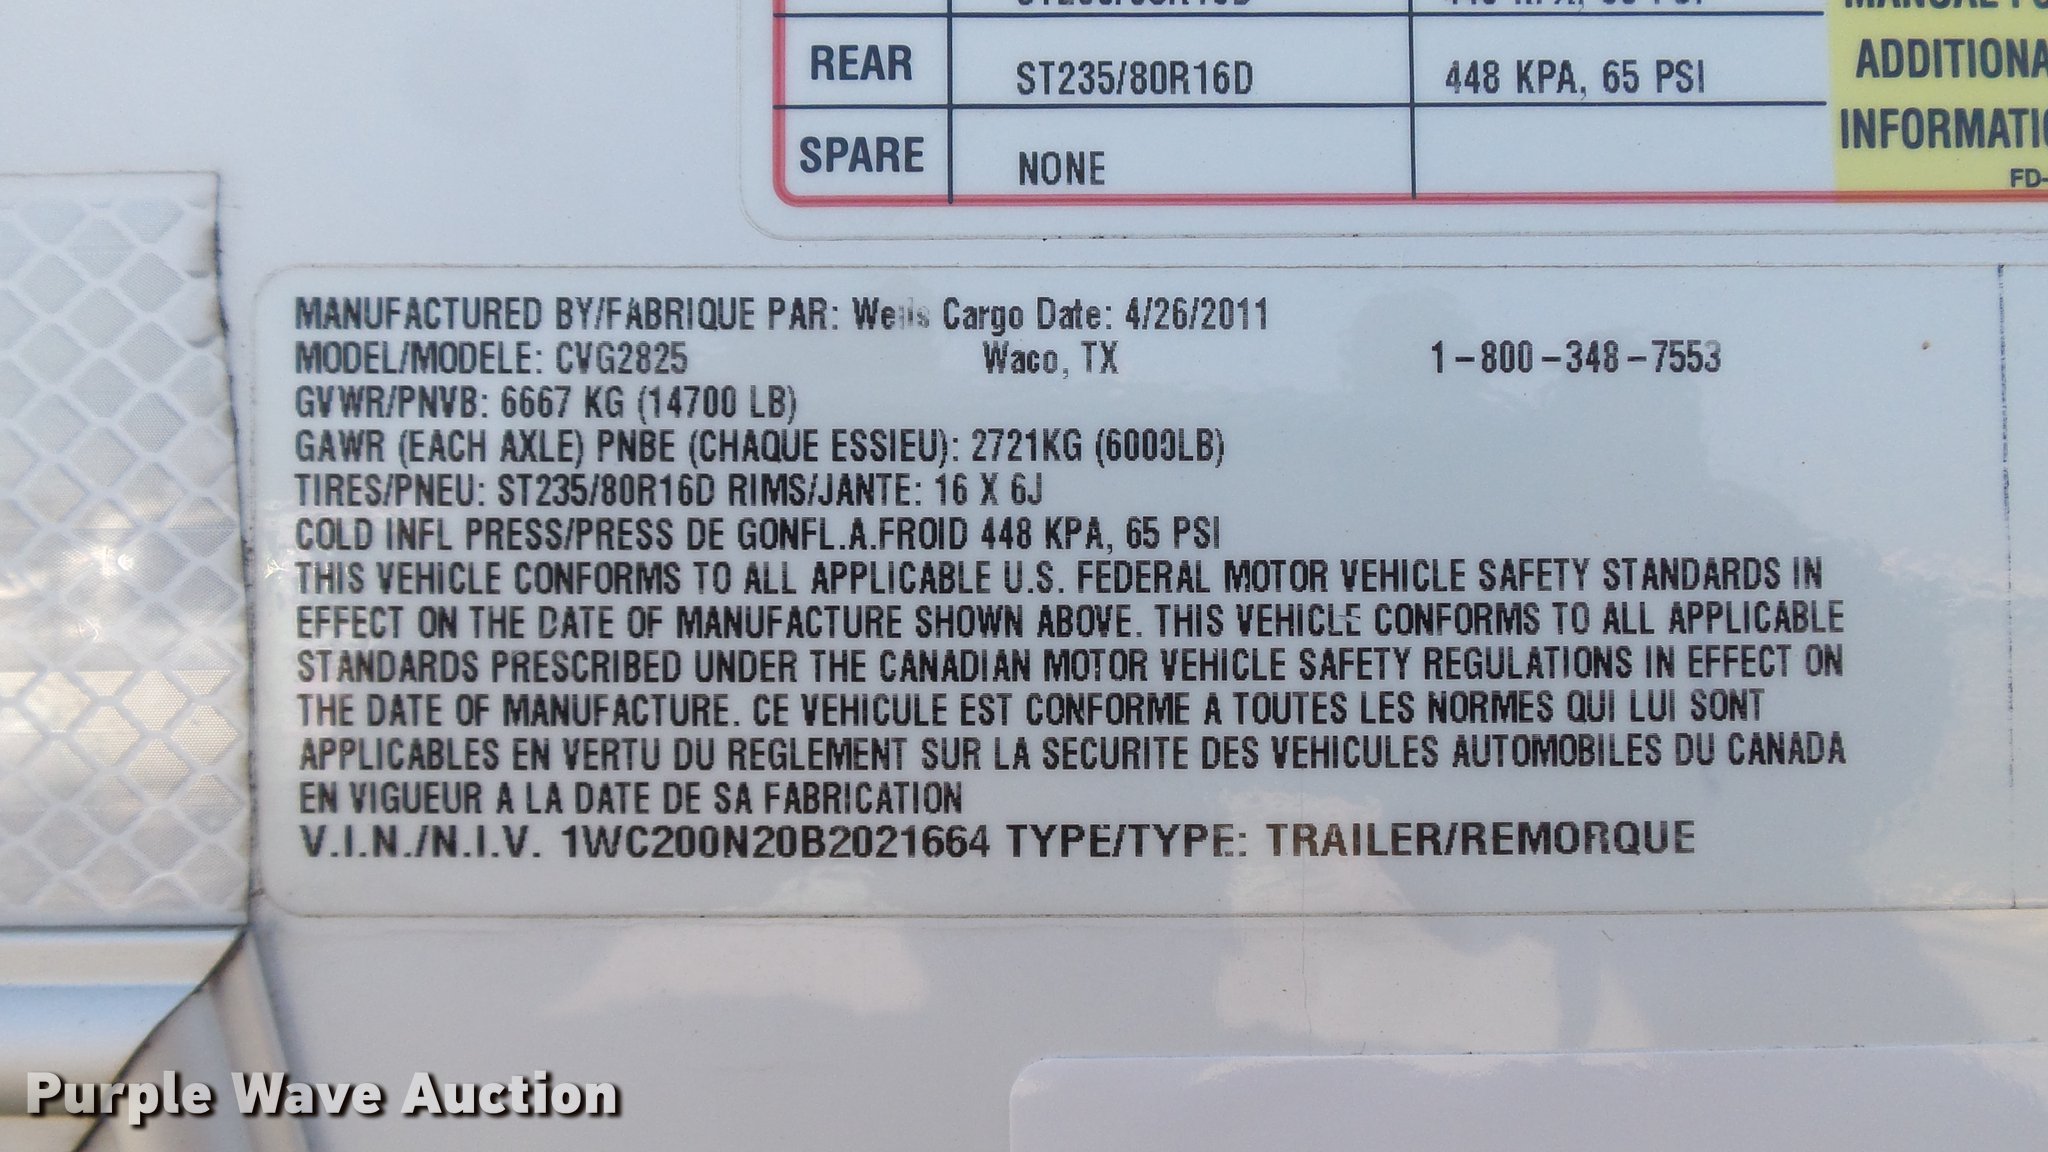 REAR ST235/80R16D 448 KPA, 65 PSI
SPARE NONE
ADDITIONA
INFORMATIO
FD-
MANUFACTURED BY/FABRIQUE PAR: Wells Cargo Date: 4/26/2011
MODEL/MODELE: CVG2825 Waco, TX 1-800-348-7553
GVWR/PNVB: 6667 KG (14700 LB)
GAWR (EACH AXLE) PNBE (CHAQUE ESSIEU): 2721KG (6000LB)
TIRES/PNEU: ST235/80R16D RIMS/JANTE: 16 X 6J
COLD INFL PRESS/PRESS DE GONFL.A.FROID 448 KPA, 65 PSI
THIS VEHICLE CONFORMS TO ALL APPLICABLE U.S. FEDERAL MOTOR VEHICLE SAFETY STANDARDS IN
EFFECT ON THE DATE OF MANUFACTURE SHOWN ABOVE. THIS VEHICLE CONFORMS TO ALL APPLICABLE
STANDARDS PRESCRIBED UNDER THE CANADIAN MOTOR VEHICLE SAFETY REGULATIONS IN EFFECT ON
THE DATE OF MANUFACTURE. CE VEHICULE EST CONFORME A TOUTES LES NORMES QUI LUI SONT
APPLICABLES EN VERTU DU REGLEMENT SUR LA SECURITE DES VEHICULES AUTOMOBILES DU CANADA
EN VIGUEUR A LA DATE DE SA FABRICATION
V.I.N./N.I.V. 1WC200N20B2021664 TYPE/TYPE: TRAILER/REMORQUE
Purple Wave Auction